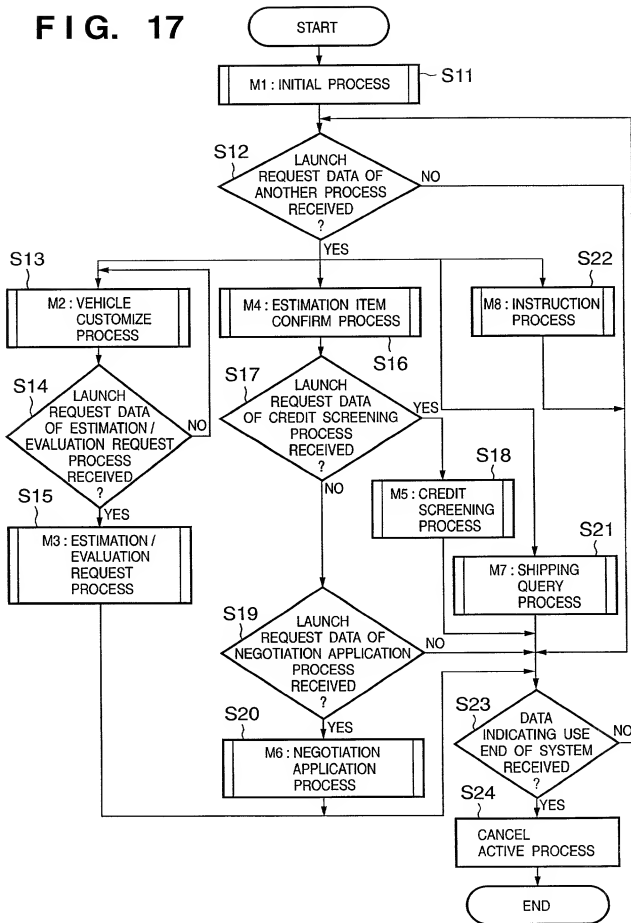 FIG. 17
START
M1 : INITIAL PROCESS
S11
S12
LAUNCH
REQUEST DATA OF
ANOTHER PROCESS
RECEIVED
?
NO
YES
S13
M2 : VEHICLE
CUSTOMIZE
PROCESS
M4 : ESTIMATION ITEM
CONFIRM PROCESS
S16
S22
M8 : INSTRUCTION
PROCESS
S14
LAUNCH
REQUEST DATA
OF ESTIMATION /
EVALUATION REQUEST
PROCESS
RECEIVED
?
NO
YES
S17
LAUNCH
REQUEST DATA
OF CREDIT SCREENING
PROCESS
RECEIVED
?
YES
NO
S18
M5 : CREDIT
SCREENING
PROCESS
S15
M3 : ESTIMATION /
EVALUATION
REQUEST
PROCESS
S21
M7 : SHIPPING
QUERY
PROCESS
S19
LAUNCH
REQUEST DATA OF
NEGOTIATION APPLICATION
PROCESS
RECEIVED
?
NO
YES
S20
M6 : NEGOTIATION
APPLICATION
PROCESS
S23
DATA
INDICATING USE
END OF SYSTEM
RECEIVED
?
NO
YES
S24
CANCEL
ACTIVE PROCESS
END